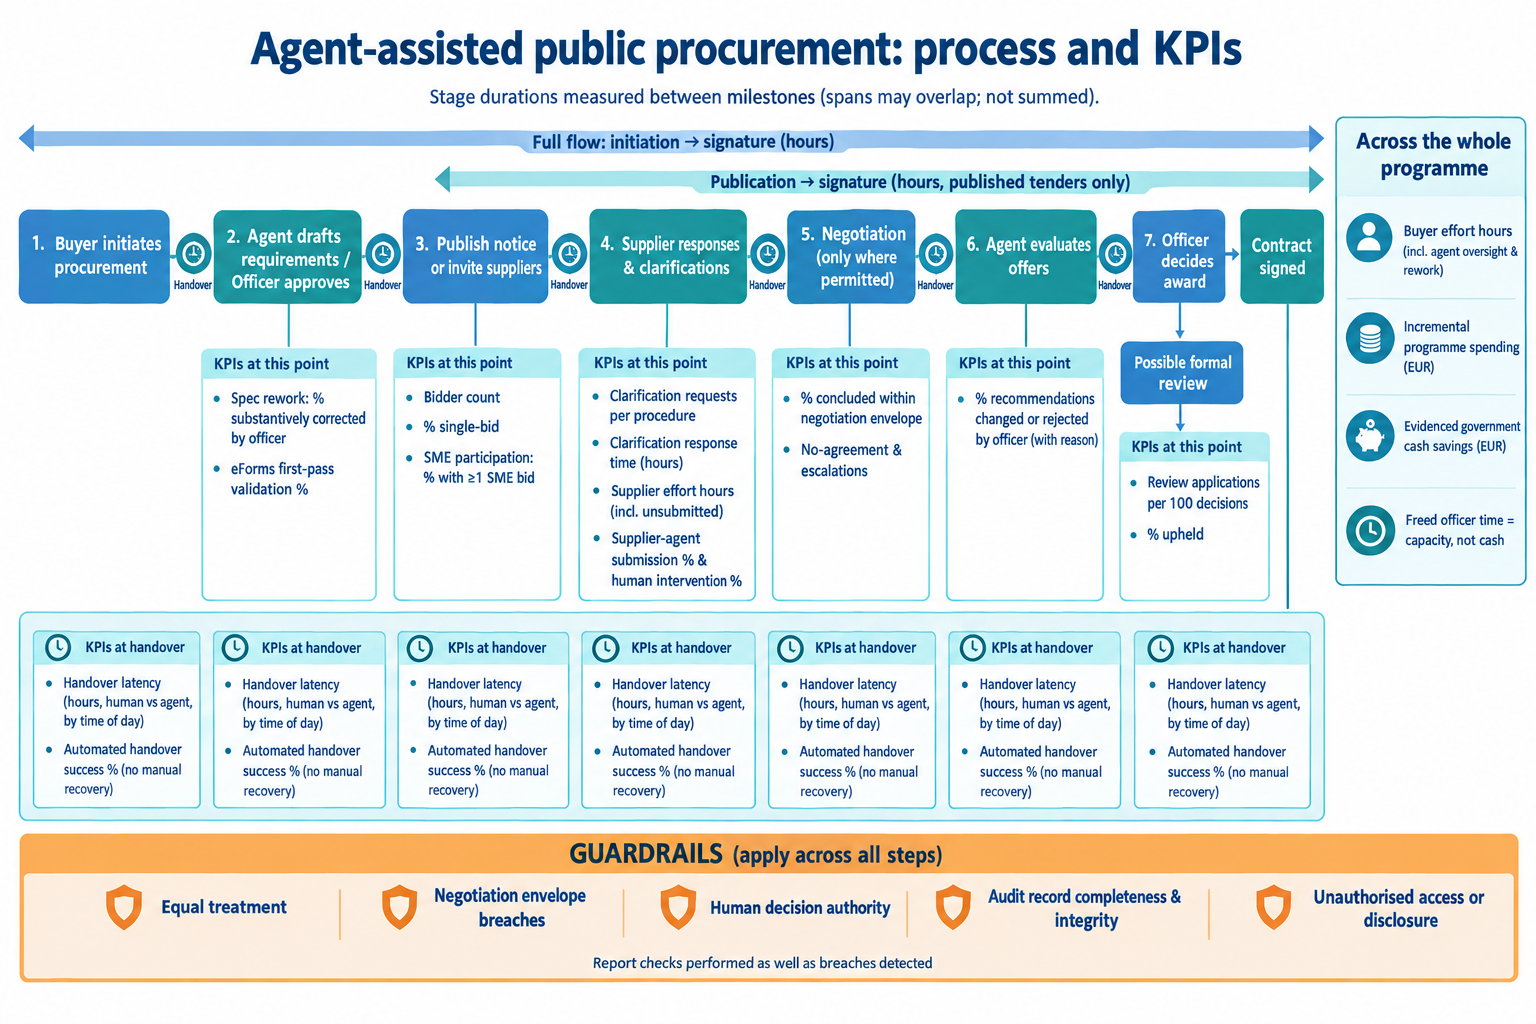 Agent-assisted public procurement: process and KPIs
Stage durations measured between milestones (spans may overlap; not summed).
Full flow: initiation → signature (hours)
Publication → signature (hours, published tenders only)
1. Buyer initiates
procurement
Handover
2. Agent drafts
requirements /
Officer approves
Handover
3. Publish notice
or invite suppliers
Handover
4. Supplier responses
& clarifications
Handover
5. Negotiation
(only where
permitted)
Handover
6. Agent evaluates
offers
Handover
7. Officer
decides
award
Contract
signed
KPIs at this point
• Spec rework: %
substantively corrected
by officer
• eForms first-pass
validation %
KPIs at this point
• Bidder count
• % single-bid
• SME participation:
% with ≥1 SME bid
KPIs at this point
• Clarification requests
per procedure
• Clarification response
time (hours)
• Supplier effort hours
(incl. unsubmitted)
• Supplier-agent
submission % &
human intervention %
KPIs at this point
• % concluded within
negotiation envelope
• No-agreement &
escalations
KPIs at this point
• % recommendations
changed or rejected
by officer (with reason)
Possible formal
review
KPIs at this point
• Review applications
per 100 decisions
• % upheld
Across the whole
programme
Buyer effort hours
(incl. agent oversight &
rework)
Incremental
programme spending
(EUR)
Evidenced government
cash savings (EUR)
Freed officer time =
capacity, not cash
KPIs at handover
• Handover latency
(hours, human vs agent,
by time of day)
• Automated handover
success % (no manual
recovery)
KPIs at handover
• Handover latency
(hours, human vs agent,
by time of day)
• Automated handover
success % (no manual
recovery)
KPIs at handover
• Handover latency
(hours, human vs agent,
by time of day)
• Automated handover
success % (no manual
recovery)
KPIs at handover
• Handover latency
(hours, human vs agent,
by time of day)
• Automated handover
success % (no manual
recovery)
KPIs at handover
• Handover latency
(hours, human vs agent,
by time of day)
• Automated handover
success % (no manual
recovery)
KPIs at handover
• Handover latency
(hours, human vs agent,
by time of day)
• Automated handover
success % (no manual
recovery)
KPIs at handover
• Handover latency
(hours, human vs agent,
by time of day)
• Automated handover
success % (no manual
recovery)
GUARDRAILS (apply across all steps)
Equal treatment
Negotiation envelope
breaches
Human decision authority
Audit record completeness &
integrity
Unauthorised access or
disclosure
Report checks performed as well as breaches detected